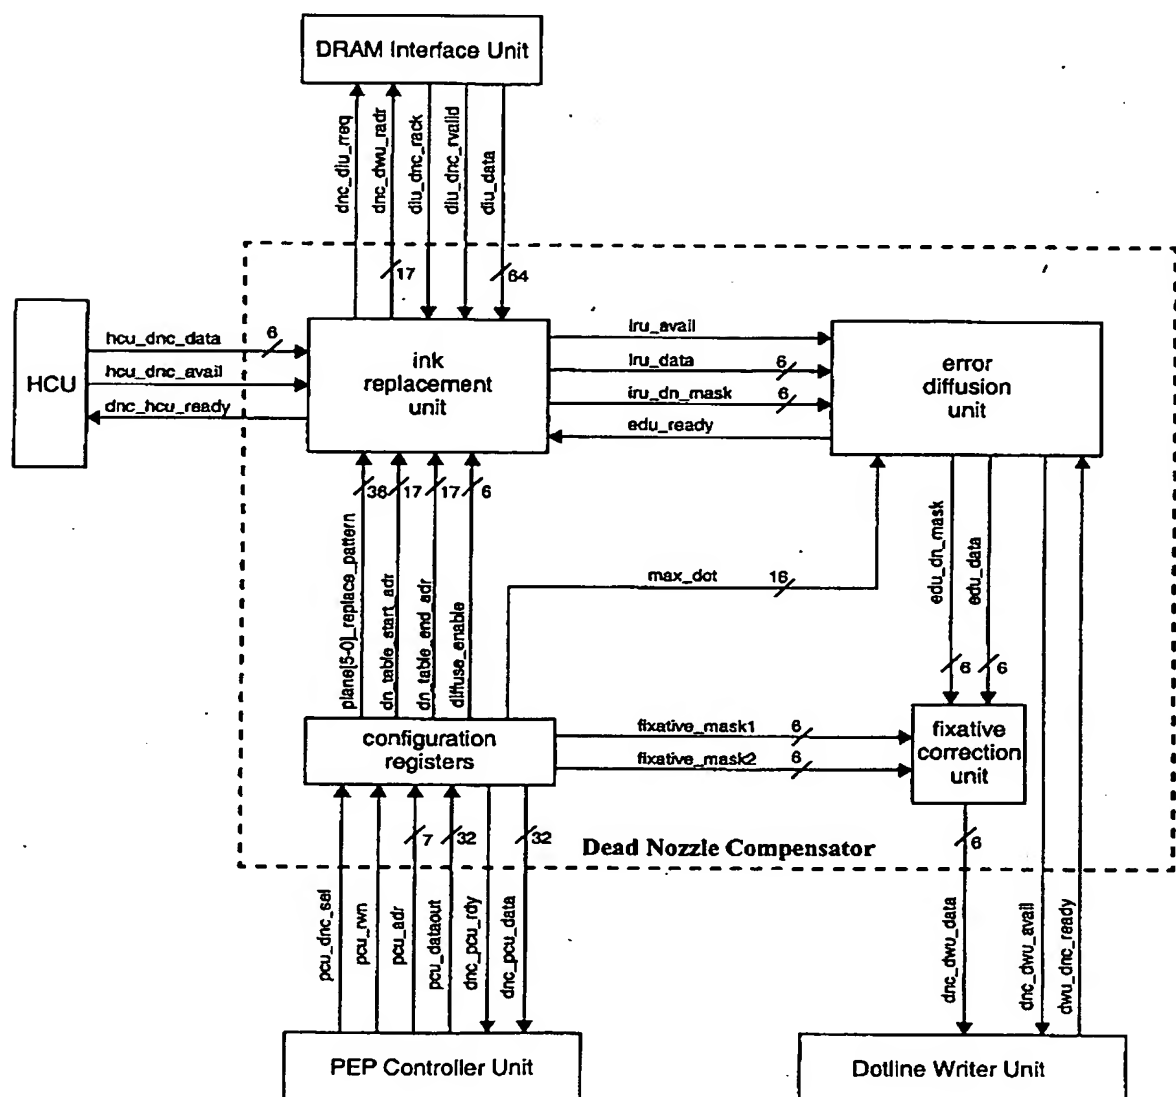 DRAM Interface Unit
dnc_diu_rreq
dnc_dwu_radr
diu_dnc_rack
diu_dnc_rvalid
diu_data
17
64
HCU
hcu_dnc_data
6
hcu_dnc_avail
dnc_hcu_ready
ink
replacement
unit
iru_avail
iru_data
6
iru_dn_mask
6
edu_ready
error
diffusion
unit
36
17
17
6
plane[5-0]_replace_pattern
dn_table_start_adr
dn_table_end_adr
diffuse_enable
max_dot
16
edu_dn_mask
edu_data
6
6
configuration
registers
fixative_mask1
6
fixative_mask2
6
fixative
correction
unit
7
32
32
Dead Nozzle Compensator
6
pcu_dnc_sel
pcu_rwn
pcu_adr
pcu_dataout
dnc_pcu_rdy
dnc_pcu_data
dnc_dwu_data
dnc_dwu_avail
dwu_dnc_ready
PEP Controller Unit
Dotline Writer Unit